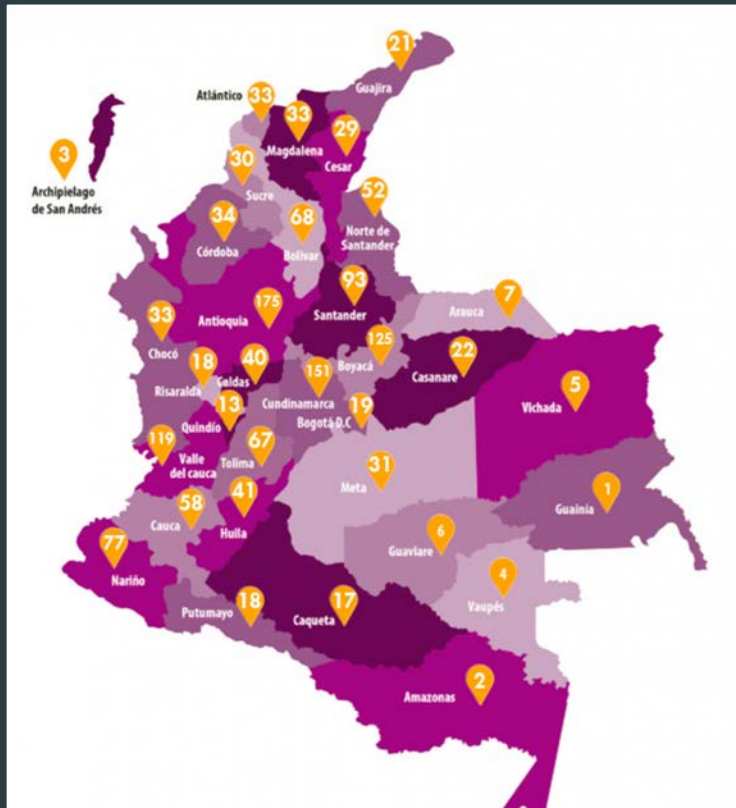 21
Guajira
Atlántico
33
33
Magdalena
29
Cesar
3
Archipielago
de San Andrés
30
Sucre
52
Norte de
Santander
34
Córdoba
68
Bolivar
93
Santander
175
Antioquia
7
Arauca
33
Chocó
125
Boyacá
22
Casanare
18
Risaralda
40
Caldas
151
Cundinamarca
5
Vichada
13
Quindío
19
Bogotá D.C
119
Valle
del cauca
67
Tolima
31
Meta
1
Guainía
58
Cauca
41
Huila
6
Guaviare
77
Nariño
4
Vaupés
18
Putumayo
17
Caqueta
2
Amazonas